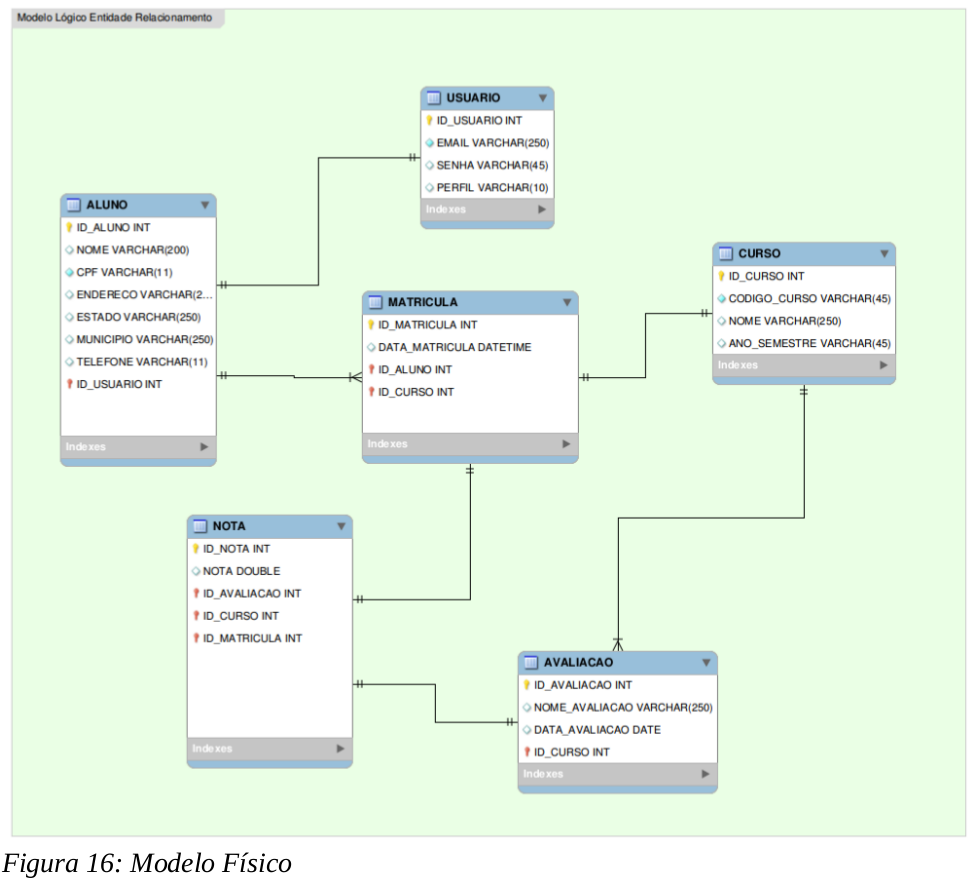 Modelo Lógico Entidade Relacionamento
USUARIO
ID_USUARIO INT
EMAIL VARCHAR(250)
SENHA VARCHAR(45)
PERFIL VARCHAR(10)
Indexes
ALUNO
ID_ALUNO INT
NOME VARCHAR(200)
CPF VARCHAR(11)
ENDERECO VARCHAR(2...
ESTADO VARCHAR(250)
MUNICIPIO VARCHAR(250)
TELEFONE VARCHAR(11)
ID_USUARIO INT
Indexes
MATRICULA
ID_MATRICULA INT
DATA_MATRICULA DATETIME
ID_ALUNO INT
ID_CURSO INT
Indexes
CURSO
ID_CURSO INT
CODIGO_CURSO VARCHAR(45)
NOME VARCHAR(250)
ANO_SEMESTRE VARCHAR(45)
Indexes
NOTA
ID_NOTA INT
NOTA DOUBLE
ID_AVALIACAO INT
ID_CURSO INT
ID_MATRICULA INT
Indexes
AVALIACAO
ID_AVALIACAO INT
NOME_AVALIACAO VARCHAR(250)
DATA_AVALIACAO DATE
ID_CURSO INT
Indexes
Figura 16: Modelo Físico